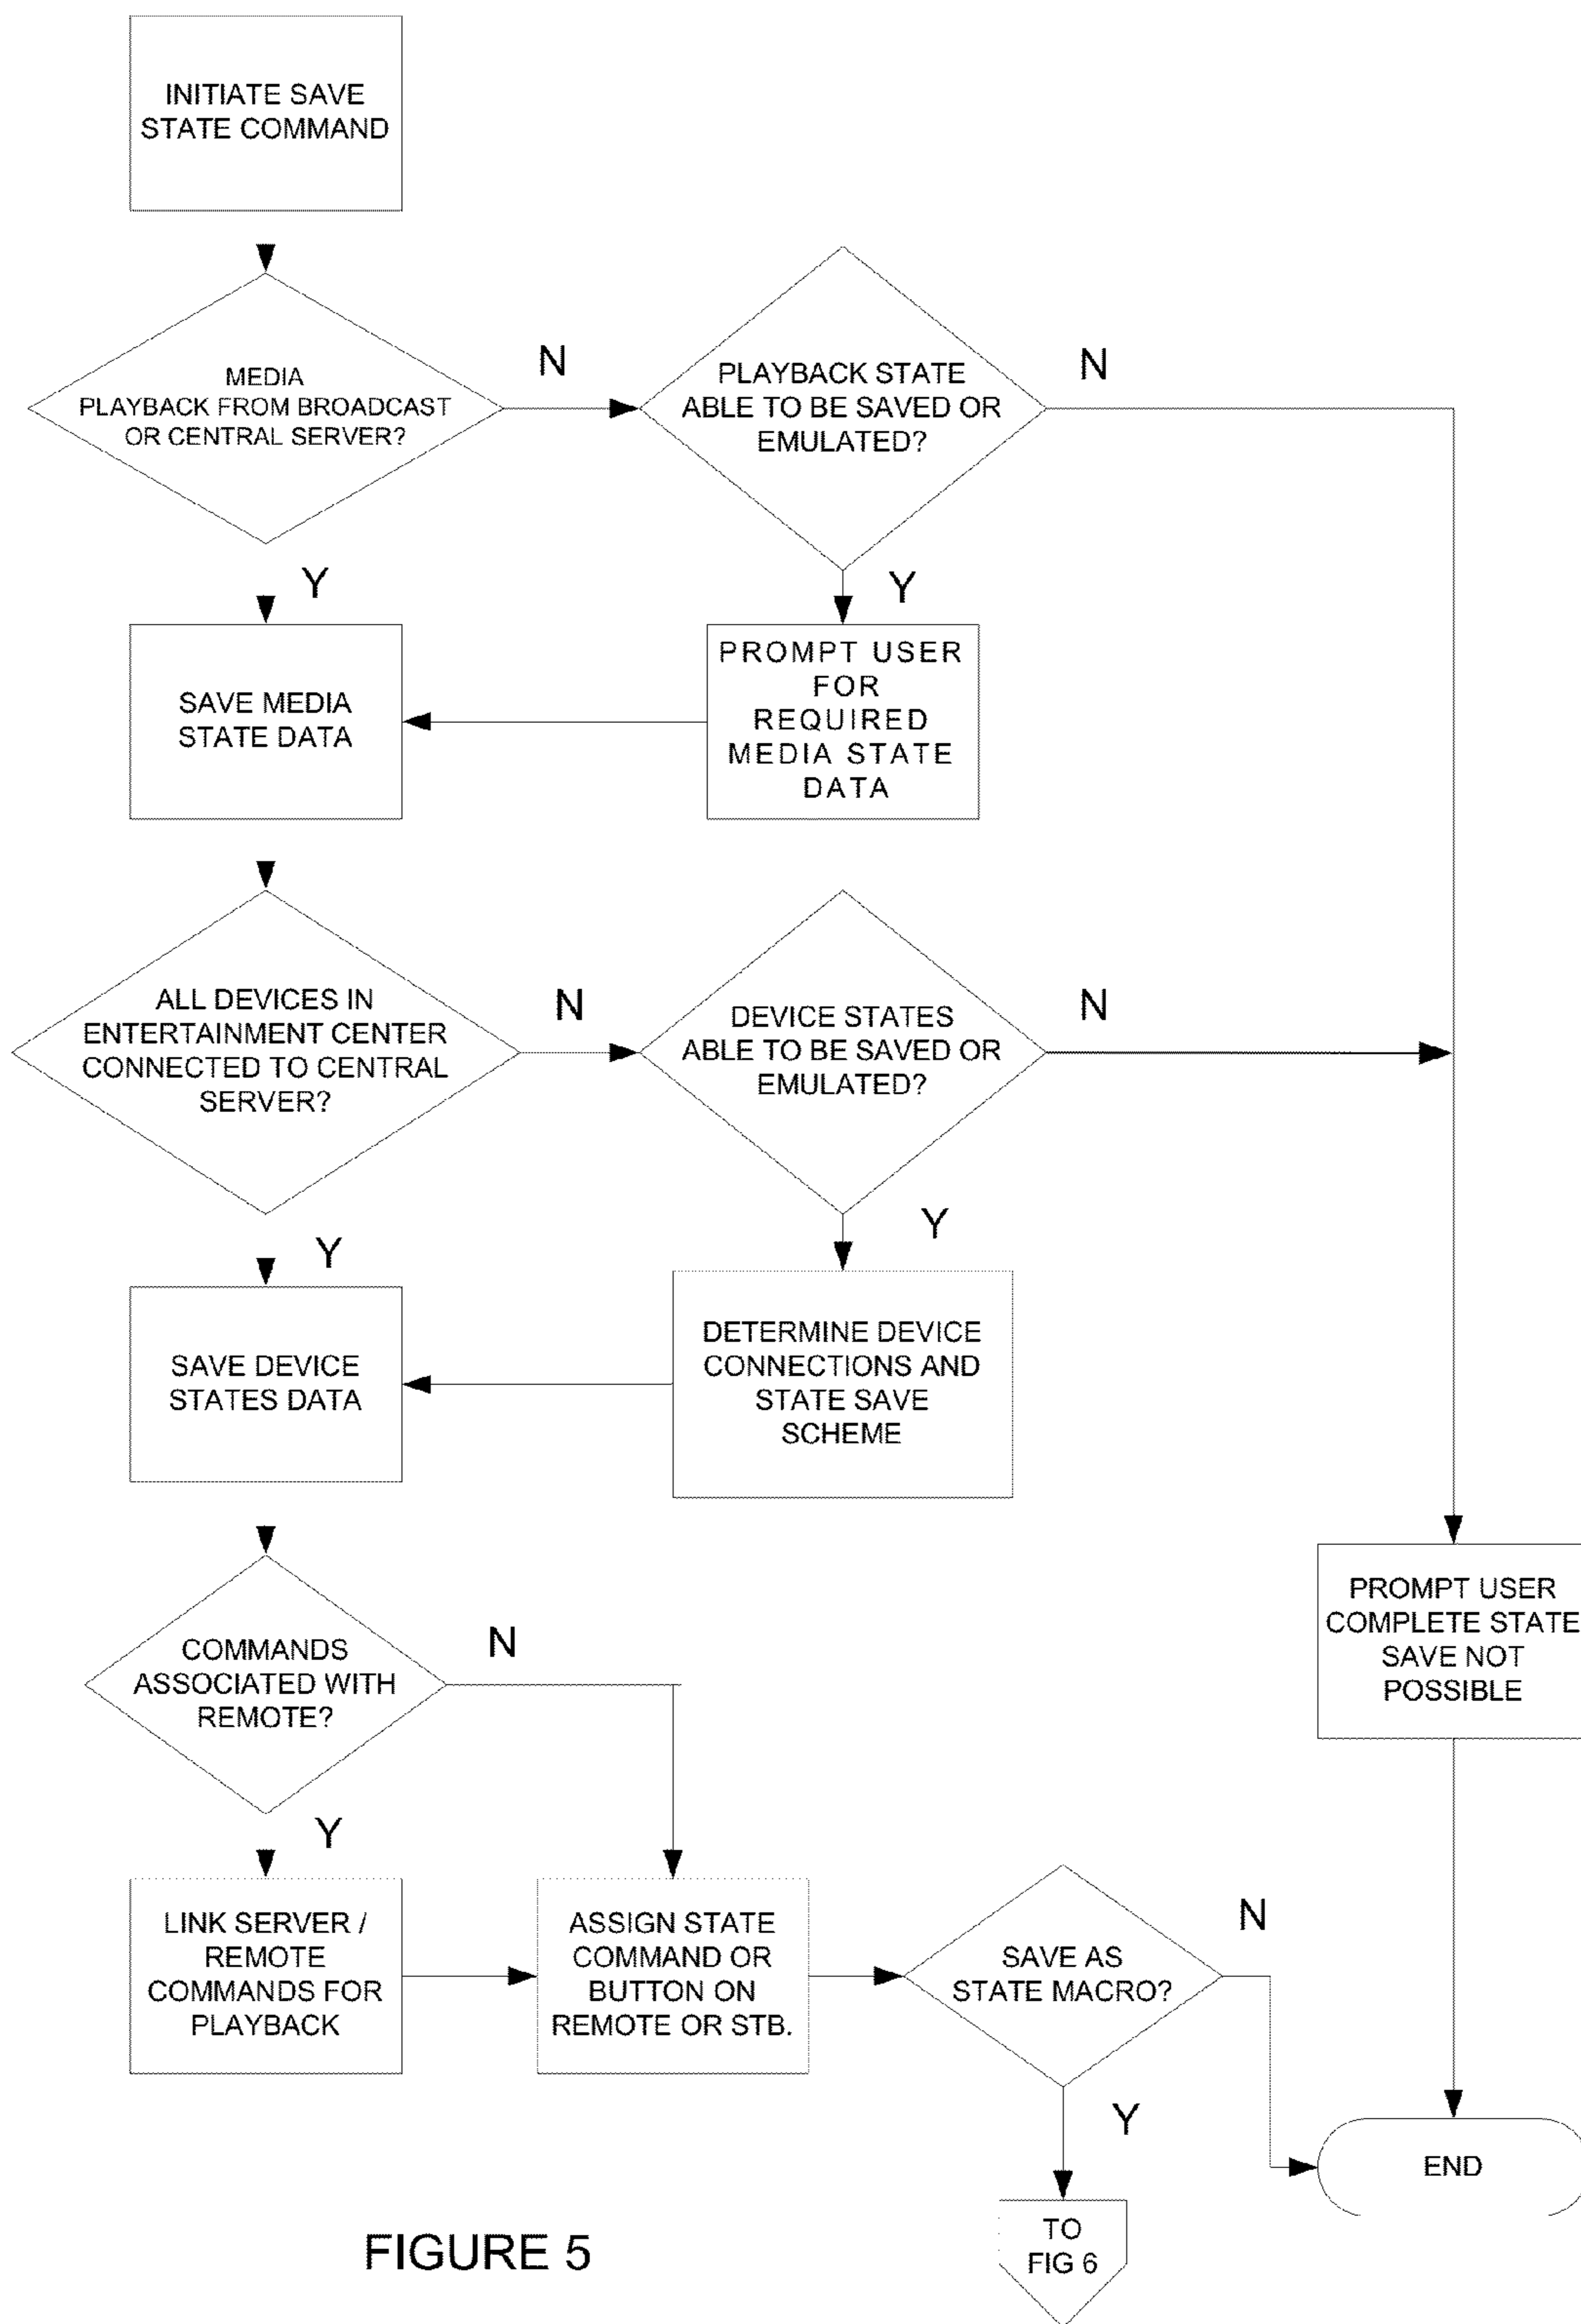 INITIATE SAVE
STATE COMMAND
MEDIA
PLAYBACK FROM BROADCAST
OR CENTRAL SERVER?
N
PLAYBACK STATE
ABLE TO BE SAVED OR
EMULATED?
N
Y
Y
SAVE MEDIA
STATE DATA
PROMPT USER
FOR
REQUIRED
MEDIA STATE
DATA
ALL DEVICES IN
ENTERTAINMENT CENTER
CONNECTED TO CENTRAL
SERVER?
N
DEVICE STATES
ABLE TO BE SAVED OR
EMULATED?
N
Y
Y
SAVE DEVICE
STATES DATA
DETERMINE DEVICE
CONNECTIONS AND
STATE SAVE
SCHEME
COMMANDS
ASSOCIATED WITH
REMOTE?
N
PROMPT USER
COMPLETE STATE
SAVE NOT
POSSIBLE
Y
LINK SERVER /
REMOTE
COMMANDS FOR
PLAYBACK
ASSIGN STATE
COMMAND OR
BUTTON ON
REMOTE OR STB.
SAVE AS
STATE MACRO?
N
Y
END
TO
FIG 6
FIGURE 5